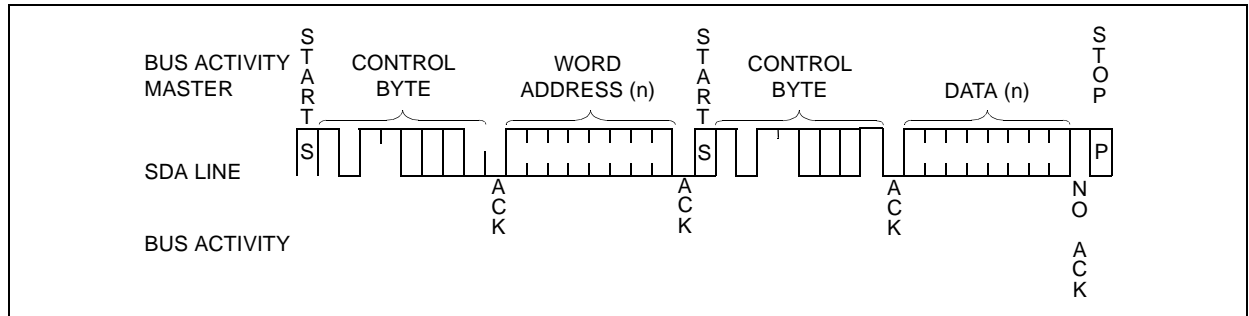 BUS ACTIVITY
MASTER
START
CONTROL
BYTE
WORD
ADDRESS (n)
START
CONTROL
BYTE
DATA (n)
STOP
SDA LINE
S
S
P
ACK
ACK
ACK
NO ACK
BUS ACTIVITY